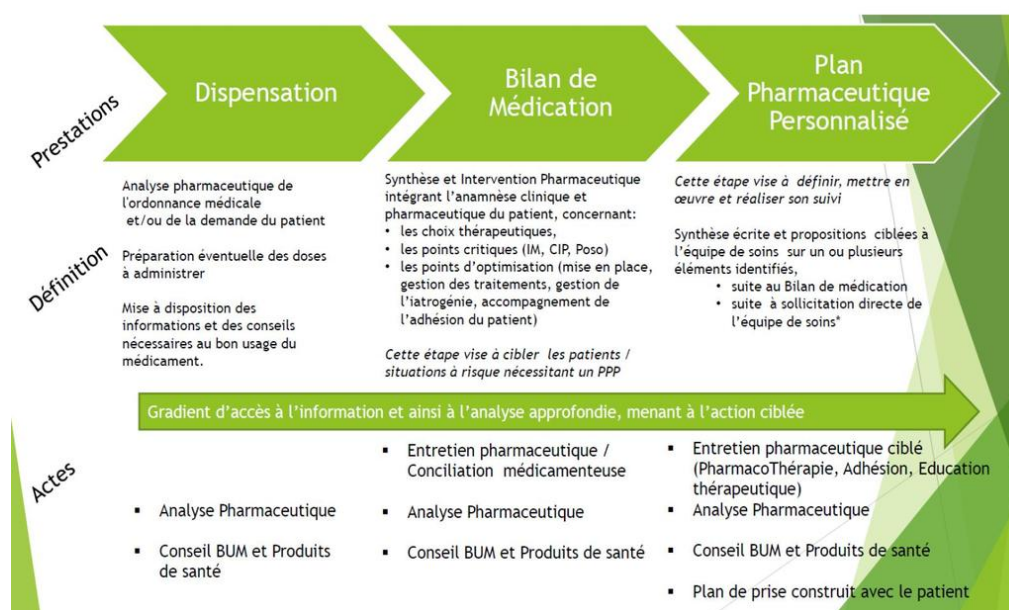 Prestations
Dispensation
Bilan de
Médication
Plan
Pharmaceutique
Personnalisé
Définition
Analyse pharmaceutique de
l'ordonnance médicale
et/ou de la demande du patient
Préparation éventuelle des doses
à administrer
Mise à disposition des
informations et des conseils
nécessaires au bon usage du
médicament.
Synthèse et Intervention Pharmaceutique
intégrant l'anamnèse clinique et
pharmaceutique du patient, concernant:
• les choix thérapeutiques,
• les points critiques (IM, CIP, Poso)
• les points d'optimisation (mise en place,
gestion des traitements, gestion de
l'iatrogénie, accompagnement de
l'adhésion du patient)
Cette étape vise à cibler les patients /
situations à risque nécessitant un PPP
Cette étape vise à définir, mettre en
œuvre et réaliser son suivi
Synthèse écrite et propositions ciblées à
l'équipe de soins sur un ou plusieurs
éléments identifiés,
• suite au Bilan de médication
• suite à sollicitation directe de
l'équipe de soins*
Gradient d'accès à l'information et ainsi à l'analyse approfondie, menant à l'action ciblée
Actes
▪ Analyse Pharmaceutique
▪ Conseil BUM et Produits
de santé
▪ Entretien pharmaceutique /
Conciliation médicamenteuse
▪ Analyse Pharmaceutique
▪ Conseil BUM et Produits de santé
▪ Entretien pharmaceutique ciblé
(PharmacoThérapie, Adhésion, Education
thérapeutique)
▪ Analyse Pharmaceutique
▪ Conseil BUM et Produits de santé
▪ Plan de prise construit avec le patient